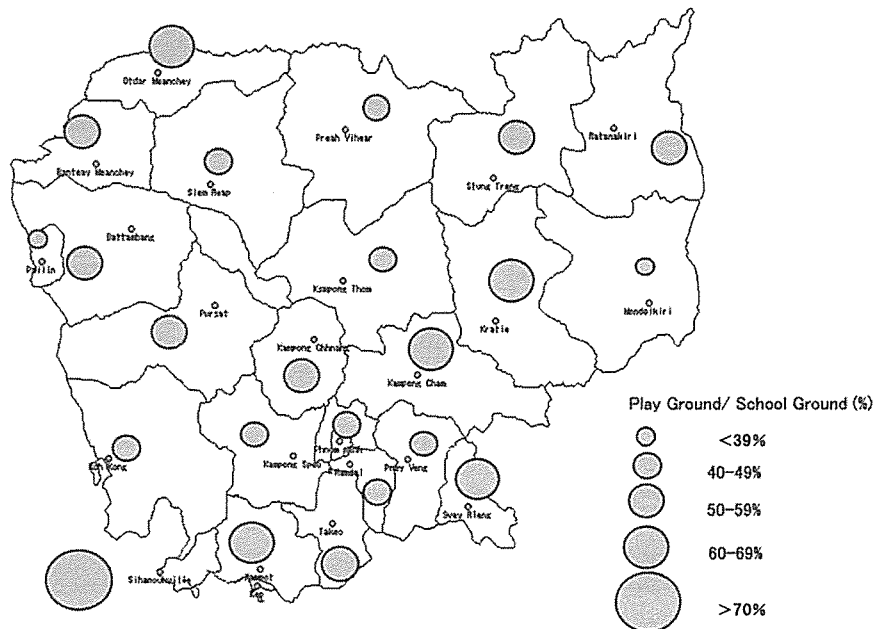 Otdar Meanchey
Preah Vihear
Ratanakiri
Banteay Meanchey
Siem Reap
Stung Treng
Battambang
Pailin
Kampong Thom
Mondolkiri
Pursat
Kratie
Kampong Chhnang
Kampong Cham
Phnom Penh
Kampong Speu
Kandal
Prey Veng
Koh Kong
Svay Rieng
Takeo
Sihanoukville
Kampot
Kep
Play Ground/ School Ground (%)
<39%
40-49%
50-59%
60-69%
>70%